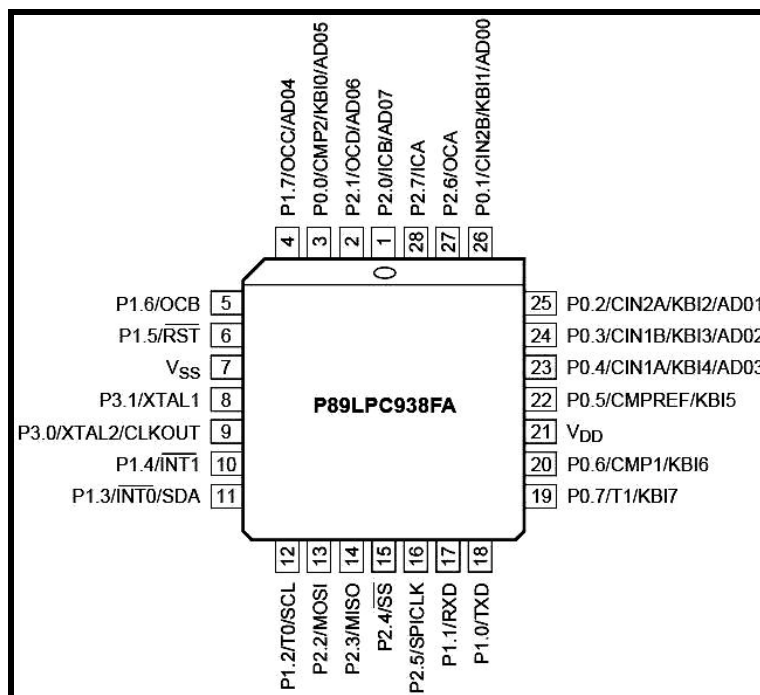 P1.7/OCC/AD04
P0.0/CMP2/KBI0/AD05
P2.1/OCD/AD06
P2.0/ICB/AD07
P2.7/ICA
P2.6/OCA
P0.1/CIN2B/KBI1/AD00
4
3
2
1
28
27
26
P1.6/OCB 5
P1.5/RST 6
VSS 7
P3.1/XTAL1 8
P3.0/XTAL2/CLKOUT 9
P1.4/INT1 10
P1.3/INT0/SDA 11
P89LPC938FA
25 P0.2/CIN2A/KBI2/AD01
24 P0.3/CIN1B/KBI3/AD02
23 P0.4/CIN1A/KBI4/AD03
22 P0.5/CMPREF/KBI5
21 VDD
20 P0.6/CMP1/KBI6
19 P0.7/T1/KBI7
12
13
14
15
16
17
18
P1.2/T0/SCL
P2.2/MOSI
P2.3/MISO
P2.4/SS
P2.5/SPICLK
P1.1/RXD
P1.0/TXD